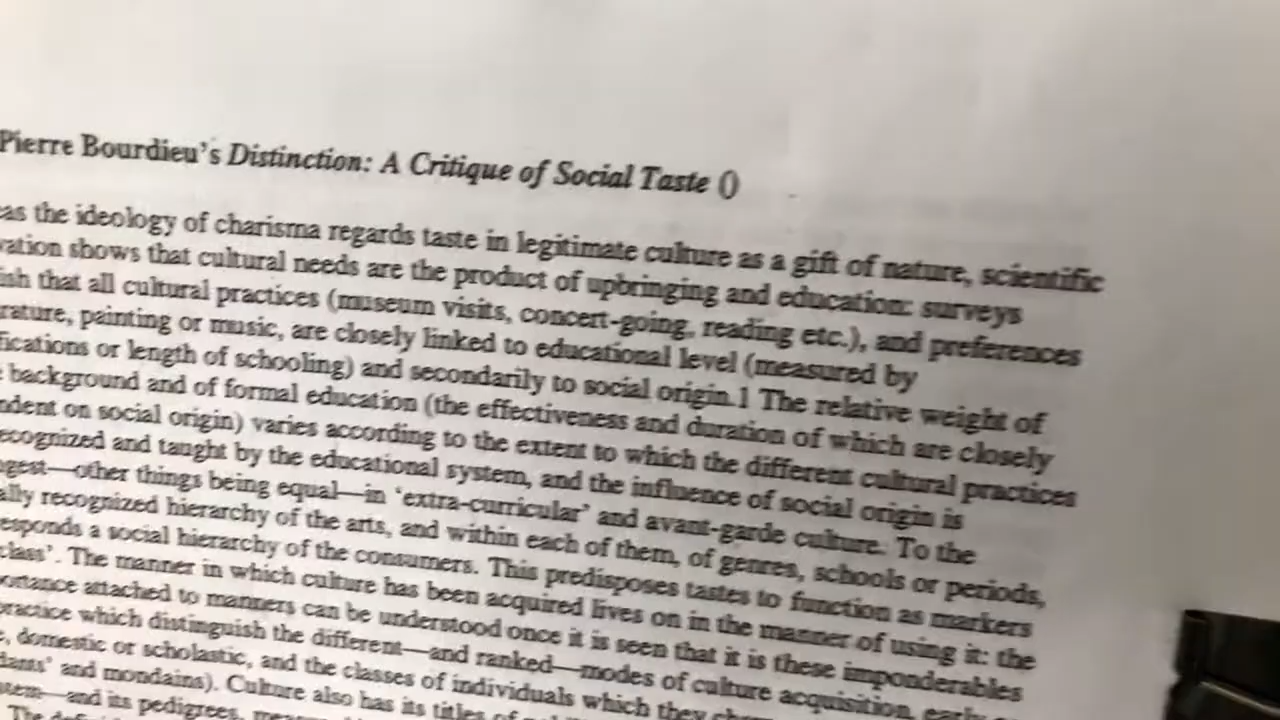 Pierre Bourdieu's Distinction: A Critique of Social Taste ()
eas the ideology of charisma regards taste in legitimate culture as a gift of nature, scientific
vation shows that cultural needs are the product of upbringing and education: surveys
ish that all cultural practices (museum visits, concert-going, reading etc.), and preferences
rature, painting or music, are closely linked to educational level (measured by
fications or length of schooling) and secondarily to social origin.1 The relative weight of
background and of formal education (the effectiveness and duration of which are closely
ndent on social origin) varies according to the extent to which the different cultural practices
ecognized and taught by the educational system, and the influence of social origin is
ngest—other things being equal—in 'extra-curricular' and avant-garde culture. To the
ally recognized hierarchy of the arts, and within each of them, of genres, schools or periods,
esponds a social hierarchy of the consumers. This predisposes tastes to function as markers
class'. The manner in which culture has been acquired lives on in the manner of using it: the
portance attached to manners can be understood once it is seen that it is these imponderables
practice which distinguish the different—and ranked—modes of culture acquisition, early
domestic or scholastic, and the classes of individuals which they
dants' and mondains). Culture also has its titles of
stem—and its pedigrees,
The